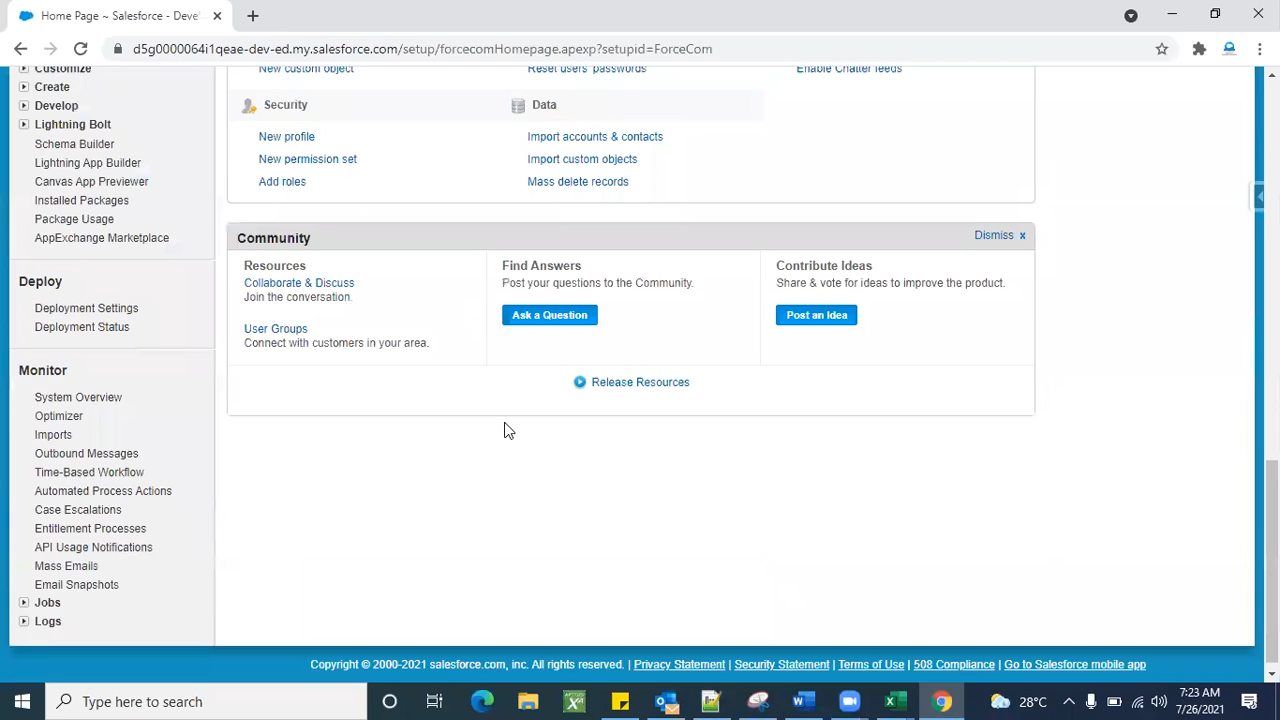 Home Page ~ Salesforce - Deve
d5g0000064i1qeae-dev-ed.my.salesforce.com/setup/forcecomHomepage.apexp?setupid=ForceCom
Customize
Create
Develop
Lightning Bolt
Schema Builder
Lightning App Builder
Canvas App Previewer
Installed Packages
Package Usage
AppExchange Marketplace
Deploy
Deployment Settings
Deployment Status
Monitor
System Overview
Optimizer
Imports
Outbound Messages
Time-Based Workflow
Automated Process Actions
Case Escalations
Entitlement Processes
API Usage Notifications
Mass Emails
Email Snapshots
Jobs
Logs
New custom object
Reset users' passwords
Enable Chatter feeds
Security
Data
New profile
Import accounts & contacts
New permission set
Import custom objects
Add roles
Mass delete records
Community
Dismiss x
Resources
Collaborate & Discuss
Join the conversation.
User Groups
Connect with customers in your area.
Find Answers
Post your questions to the Community.
Ask a Question
Contribute Ideas
Share & vote for ideas to improve the product.
Post an Idea
Release Resources
Copyright © 2000-2021 salesforce.com, inc. All rights reserved. | Privacy Statement | Security Statement | Terms of Use | 508 Compliance | Go to Salesforce mobile app
Type here to search
28°C
7:23 AM
7/26/2021